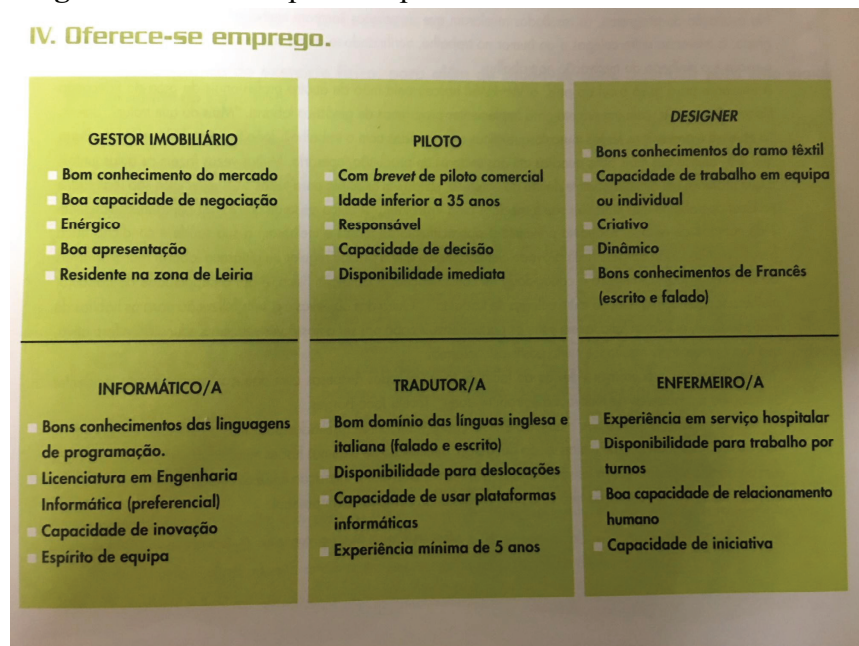 IV. Oferece-se emprego.
GESTOR IMOBILIÁRIO
Bom conhecimento do mercado
Boa capacidade de negociação
Enérgico
Boa apresentação
Residente na zona de Leiria
PILOTO
Com brevet de piloto comercial
Idade inferior a 35 anos
Responsável
Capacidade de decisão
Disponibilidade imediata
DESIGNER
Bons conhecimentos do ramo têxtil
Capacidade de trabalho em equipa
ou individual
Criativo
Dinâmico
Bons conhecimentos de Francês
(escrito e falado)
INFORMÁTICO/A
Bons conhecimentos das linguagens
de programação.
Licenciatura em Engenharia
Informática (preferencial)
Capacidade de inovação
Espírito de equipa
TRADUTOR/A
Bom domínio das línguas inglesa e
italiana (falado e escrito)
Disponibilidade para deslocações
Capacidade de usar plataformas
informáticas
Experiência mínima de 5 anos
ENFERMEIRO/A
Experiência em serviço hospitalar
Disponibilidade para trabalho por
turnos
Boa capacidade de relacionamento
humano
Capacidade de iniciativa